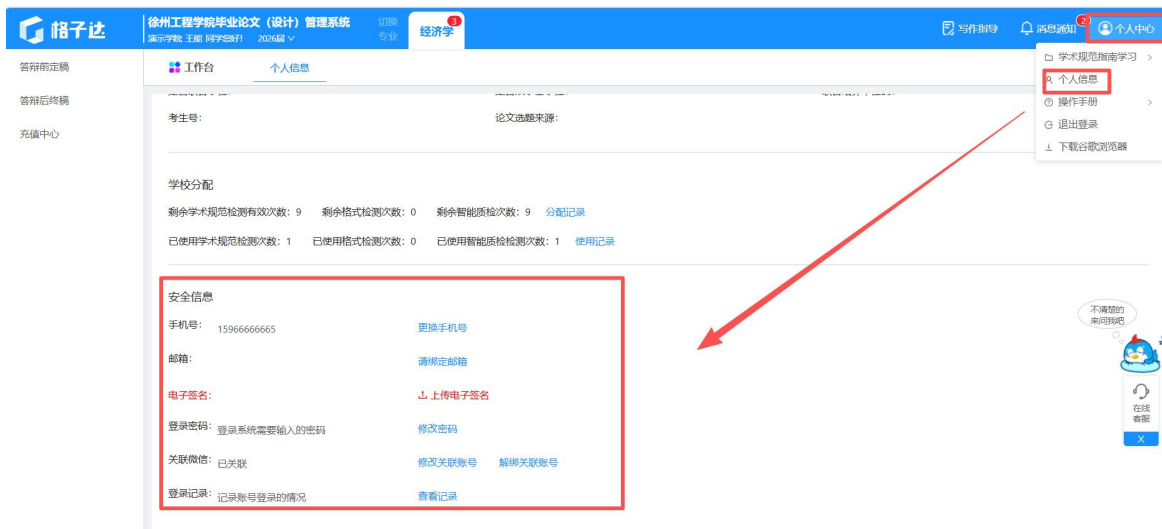 格子达
徐州工程学院毕业论文（设计）管理系统
演示学院 王能 同学您好! 2026届
切换专业
经济学
3
写作指导
消息通知
2
个人中心
答辩前定稿
答辩后终稿
充值中心
工作台
个人信息
学术规范指南学习
个人信息
操作手册
退出登录
下载谷歌浏览器
考生号:
论文选题来源:
学校分配
剩余学术规范检测有效次数: 9 剩余格式检测次数: 0 剩余智能质检次数: 9 分配记录
已使用学术规范检测次数: 1 已使用格式检测次数: 0 已使用智能质检检测次数: 1 使用记录
安全信息
手机号: 15966666665 更换手机号
邮箱: 请绑定邮箱
电子签名: 上传电子签名
登录密码: 登录系统需要输入的密码 修改密码
关联微信: 已关联 修改关联账号 解绑关联账号
登录记录: 记录账号登录的情况 查看记录
不清楚的
来问我吧
在线
客服
X